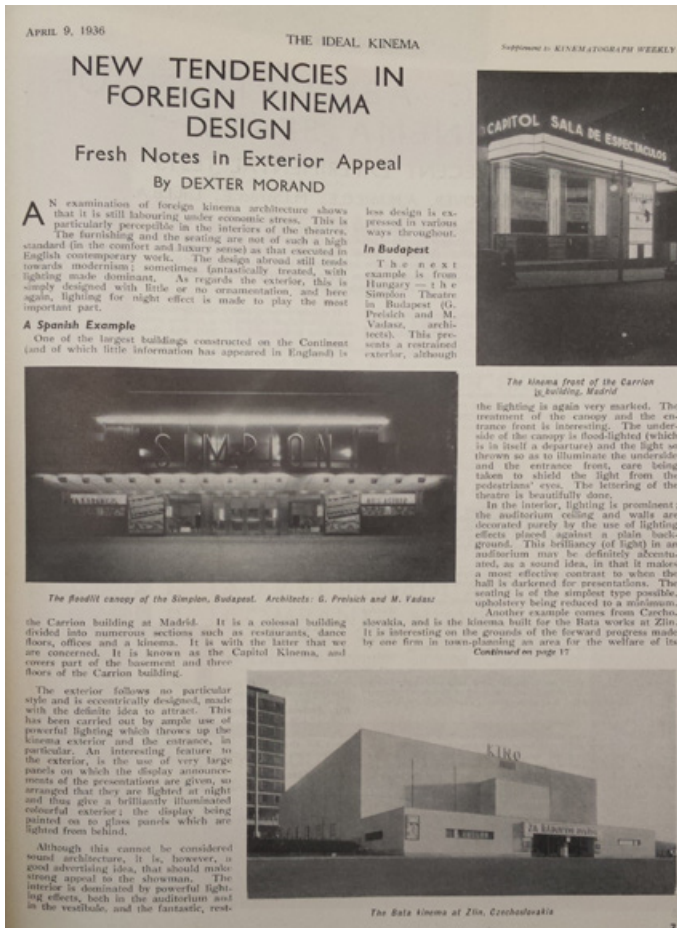 APRIL 9, 1936
THE IDEAL KINEMA
Supplement to KINEMATOGRAPH WEEKLY
NEW TENDENCIES IN
FOREIGN KINEMA
DESIGN
Fresh Notes in Exterior Appeal
By DEXTER MORAND
AN examination of foreign kinema architecture shows
that it is still labouring under economic stress. This is
particularly perceptible in the interiors of the theatres.
The furnishing and the seating are not of such a high
standard (in the comfort and luxury sense) as that executed in
English contemporary work. The design abroad still tends
towards modernism; sometimes fantastically treated, with
lighting made dominant. As regards the exterior, this is
simply designed with little or no ornamentation, and here
again, lighting for night effect is made to play the most
important part.
A Spanish Example
One of the largest buildings constructed on the Continent
(and of which little information has appeared in England) is
the Carrion building at Madrid. It is a colossal building
divided into numerous sections such as restaurants, dance
floors, offices and a kinema. It is with the latter that we
are concerned. It is known as the Capitol Kinema, and
covers part of the basement and three
floors of the Carrion building.
The exterior follows no particular
style and is eccentrically designed, made
with the definite idea to attract. This
has been carried out by ample use of
powerful lighting which throws up the
kinema exterior and the entrance, in
particular. An interesting feature to
the exterior, is the use of very large
panels on which the display announce-
ments of the presentations are given, so
arranged that they are lighted at night
and thus give a brilliantly illuminated
colourful exterior; the display being
painted on to glass panels which are
lighted from behind.
Although this cannot be considered
sound architecture, it is, however, a
good advertising idea, that should make
strong appeal to the showman. The
interior is dominated by powerful light-
ing effects, both in the auditorium and
in the vestibule, and the fantastic, rest-
less design is ex-
pressed in various
ways throughout.
In Budapest
The next
example is from
Hungary—the
Simplon Theatre
in Budapest (G.
Preisich and M.
Vadasz, archi-
tects). This pre-
sents a restrained
exterior, although
the lighting is again very marked. The
treatment of the canopy and the en-
trance front is interesting. The under-
side of the canopy is flood-lighted (which
is in itself a departure) and the light so
thrown so as to illuminate the underside
and the entrance front, care being
taken to shield the light from the
pedestrians' eyes. The lettering of the
theatre is beautifully done.
In the interior, lighting is prominent;
the auditorium ceiling and walls are
decorated purely by the use of lighting
effects placed against a plain back-
ground. This brilliancy (of light) in an
auditorium may be definitely accentu-
ated, as a sound idea, in that it makes
a most effective contrast to when the
hall is darkened for presentations. The
seating is of the simplest type possible,
upholstery being reduced to a minimum.
Another example comes from Czecho-
slovakia, and is the kinema built for the Bata works at Zlin.
It is interesting on the grounds of the forward progress made
by one firm in town-planning an area for the welfare of its
Continued on page 17
CAPITOL SALA DE ESPECTACULOS
The kinema front of the Carrion
building, Madrid
SIMPLON
The floodlit canopy of the Simplon, Budapest. Architects: G. Preisich and M. Vadasz
KINO
The Bata kinema at Zlin, Czechoslovakia